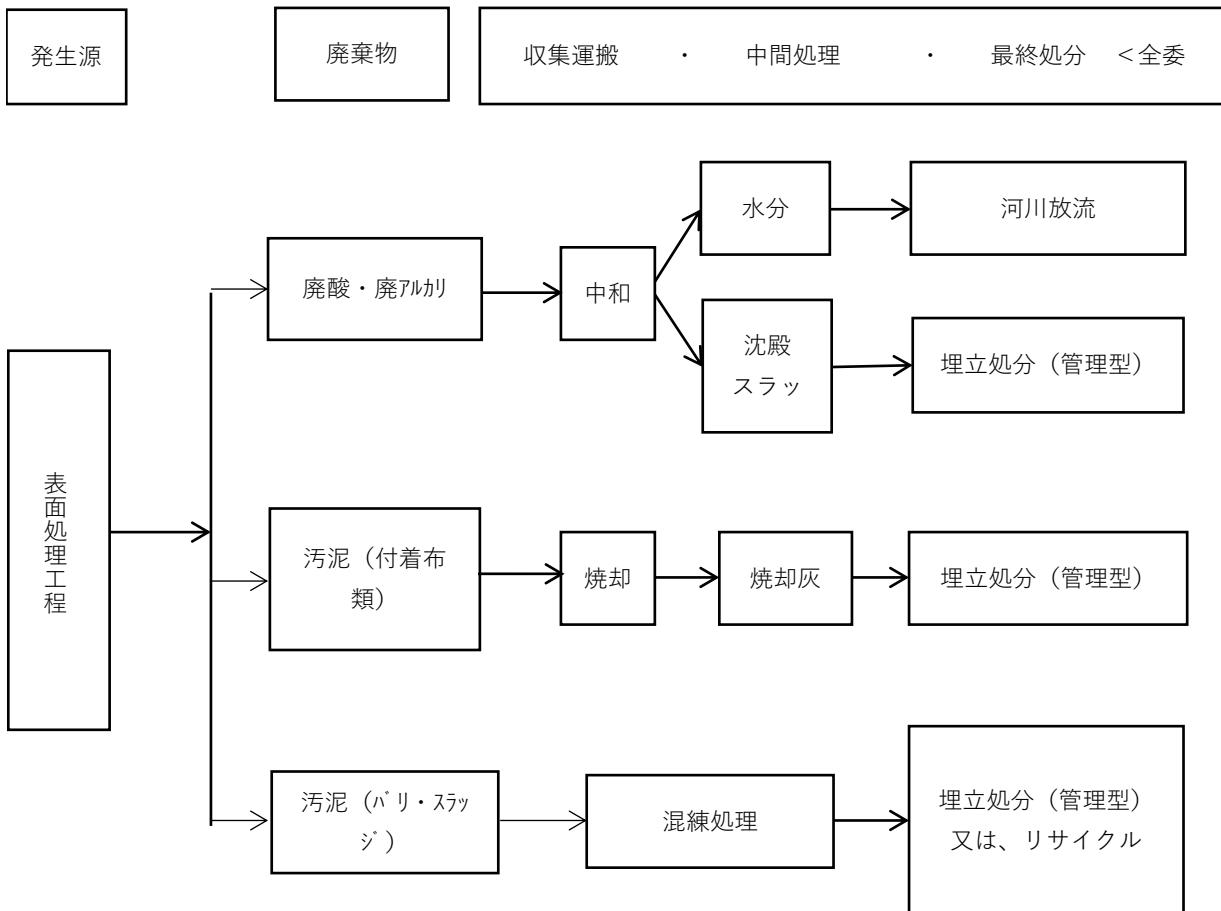 発生源
廃棄物
収集運搬 ・ 中間処理 ・ 最終処分 <全委
水分
河川放流
廃酸・廃ｱﾙｶﾘ
中和
沈殿
スラッ
埋立処分（管理型）
表面処理工程
汚泥（付着布
類）
焼却
焼却灰
埋立処分（管理型）
汚泥（ﾊﾞﾘ・ｽﾗｯ
ｼﾞ）
混練処理
埋立処分（管理型）
又は、リサイクル